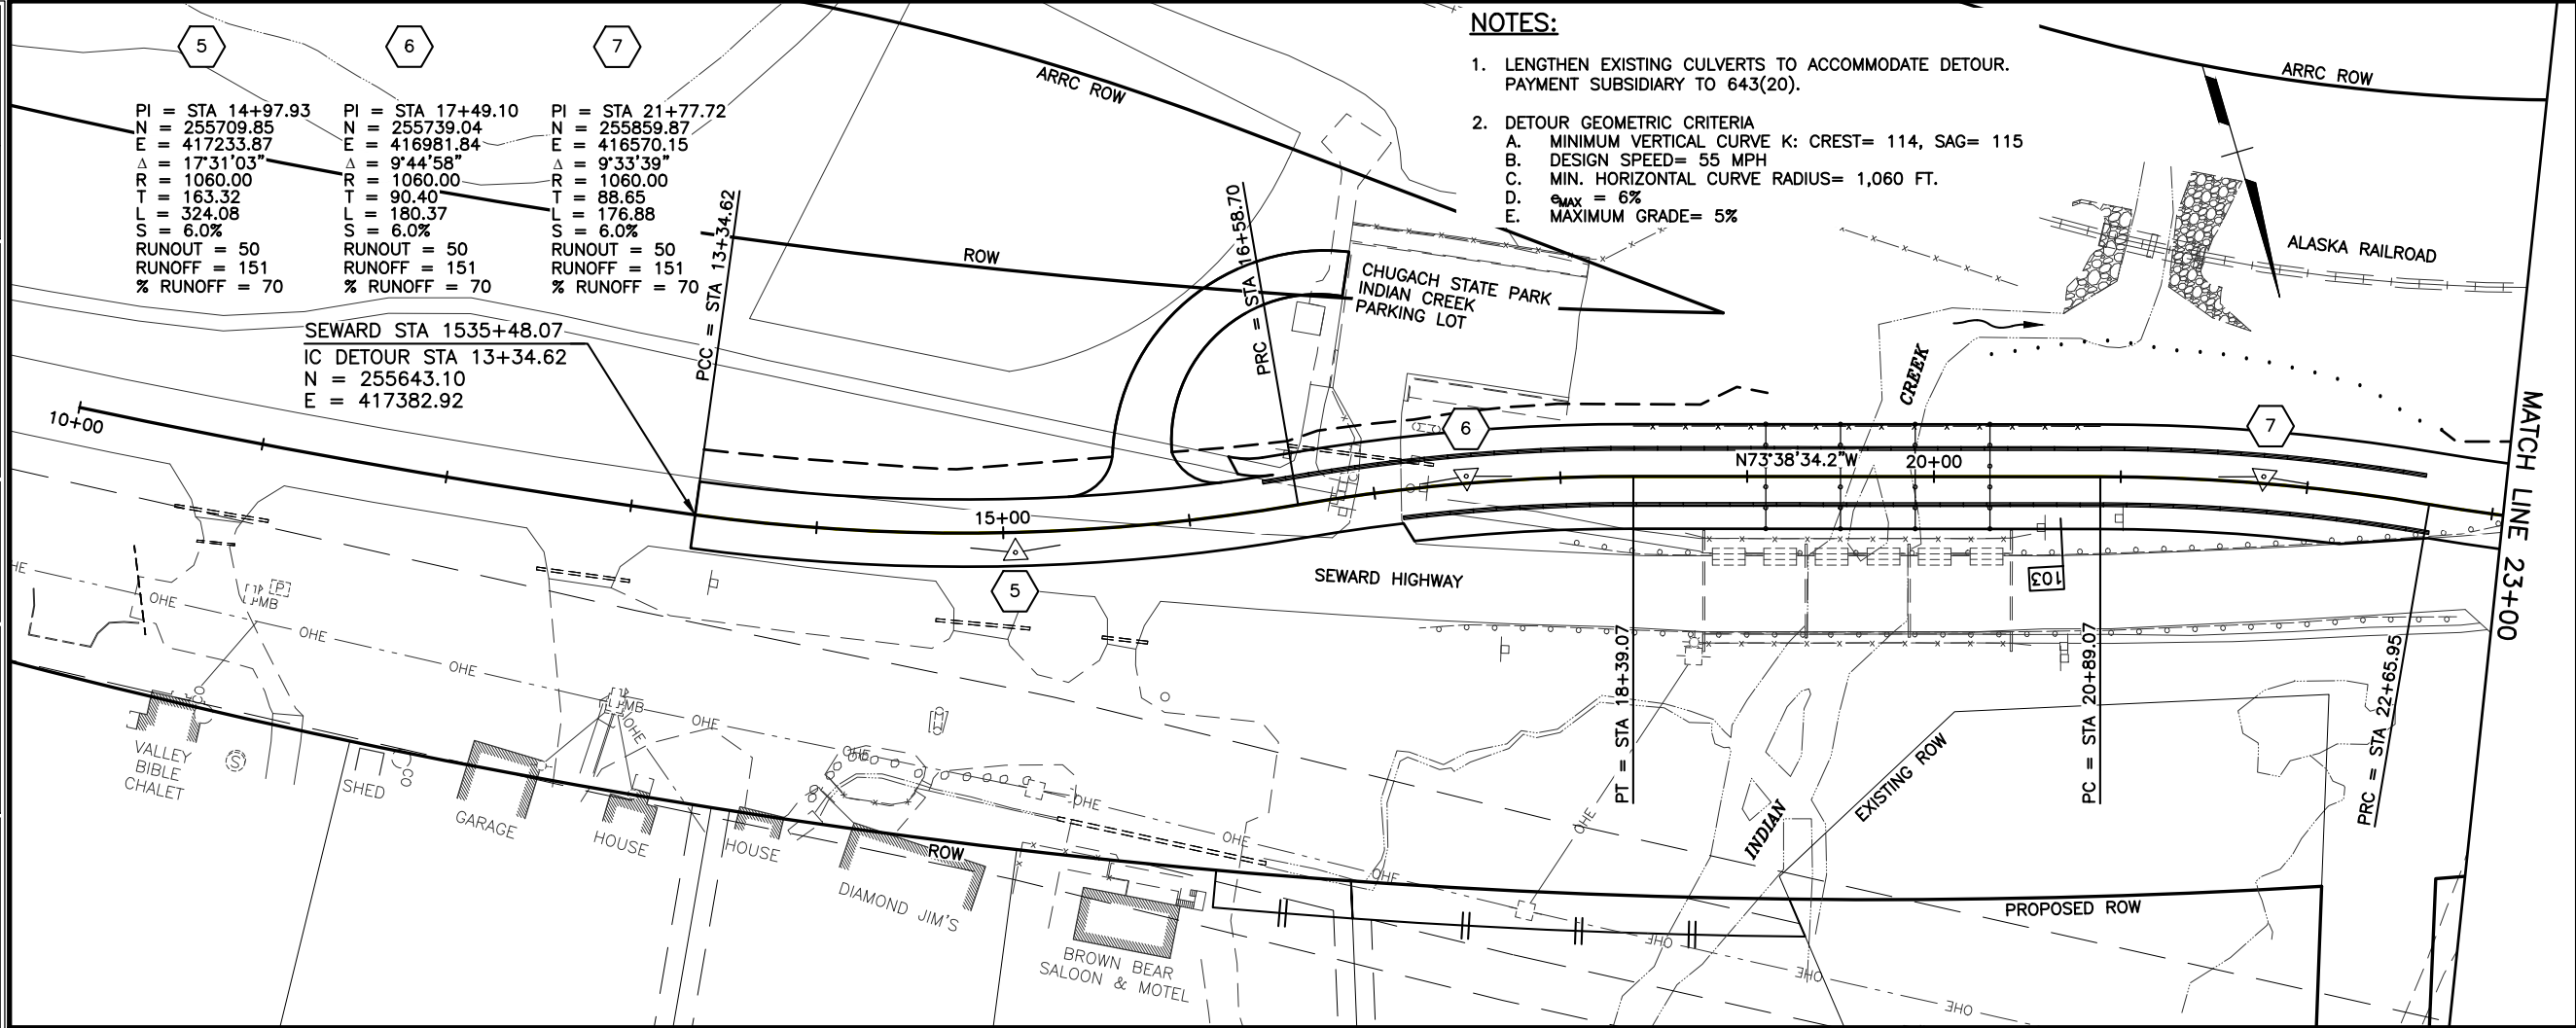 5
PI = STA 14+97.93
N = 255709.85
E = 417233.87
Δ = 17°31'03"
R = 1060.00
T = 163.32
L = 324.08
S = 6.0%
RUNOUT = 50
RUNOFF = 151
% RUNOFF = 70
6
PI = STA 17+49.10
N = 255739.04
E = 416981.84
Δ = 9°44'58"
R = 1060.00
T = 90.40
L = 180.37
S = 6.0%
RUNOUT = 50
RUNOFF = 151
% RUNOFF = 70
7
PI = STA 21+77.72
N = 255859.87
E = 416570.15
Δ = 9°33'39"
R = 1060.00
T = 88.65
L = 176.88
S = 6.0%
RUNOUT = 50
RUNOFF = 151
% RUNOFF = 70
NOTES:
1. LENGTHEN EXISTING CULVERTS TO ACCOMMODATE DETOUR.
PAYMENT SUBSIDIARY TO 643(20).
2. DETOUR GEOMETRIC CRITERIA
A. MINIMUM VERTICAL CURVE K: CREST= 114, SAG= 115
B. DESIGN SPEED= 55 MPH
C. MIN. HORIZONTAL CURVE RADIUS= 1,060 FT.
D. eMAX = 6%
E. MAXIMUM GRADE= 5%
ARRC ROW
ARRC ROW
ALASKA RAILROAD
ROW
PCC = STA 13+34.62
PRC = STA 16+58.70
CHUGACH STATE PARK
INDIAN CREEK
PARKING LOT
SEWARD STA 1535+48.07
IC DETOUR STA 13+34.62
N = 255643.10
E = 417382.92
CREEK
10+00
15+00
5
6
N73°38'34.2"W
20+00
7
MATCH LINE 23+00
SEWARD HIGHWAY
103
PT = STA 18+39.07
PC = STA 20+89.07
PRC = STA 22+65.95
HE
OHE
OHE
OHE
OHE
OHE
OHE
OHE
OHE
OHE
OHE
OHE
OHE
OHE
OHE
P
MB
MB
M
CO
CO
S
VALLEY
BIBLE
CHALET
SHED
GARAGE
HOUSE
HOUSE
DIAMOND JIM'S
ROW
BROWN BEAR
SALOON & MOTEL
INDIAN
EXISTING ROW
PROPOSED ROW